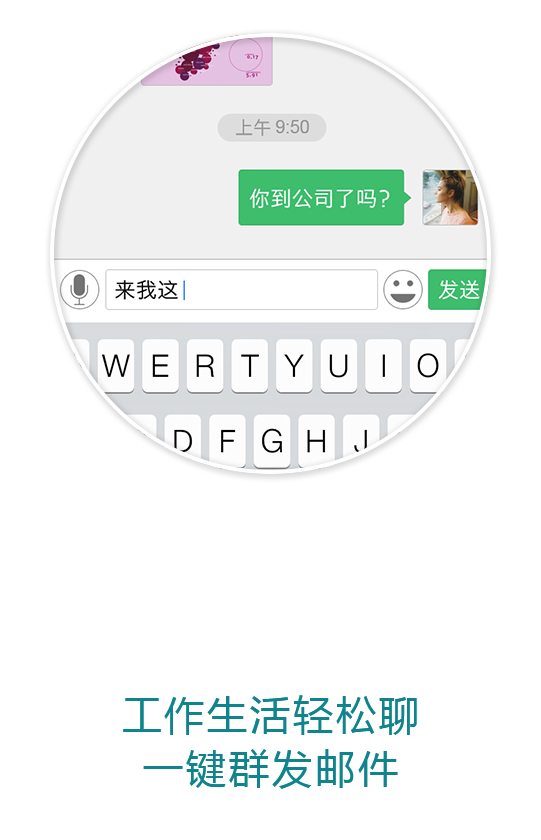 上午 9:50
你到公司了吗？
来我这
发送
W E R T Y U I O
D F G H J
工作生活轻松聊
一键群发邮件